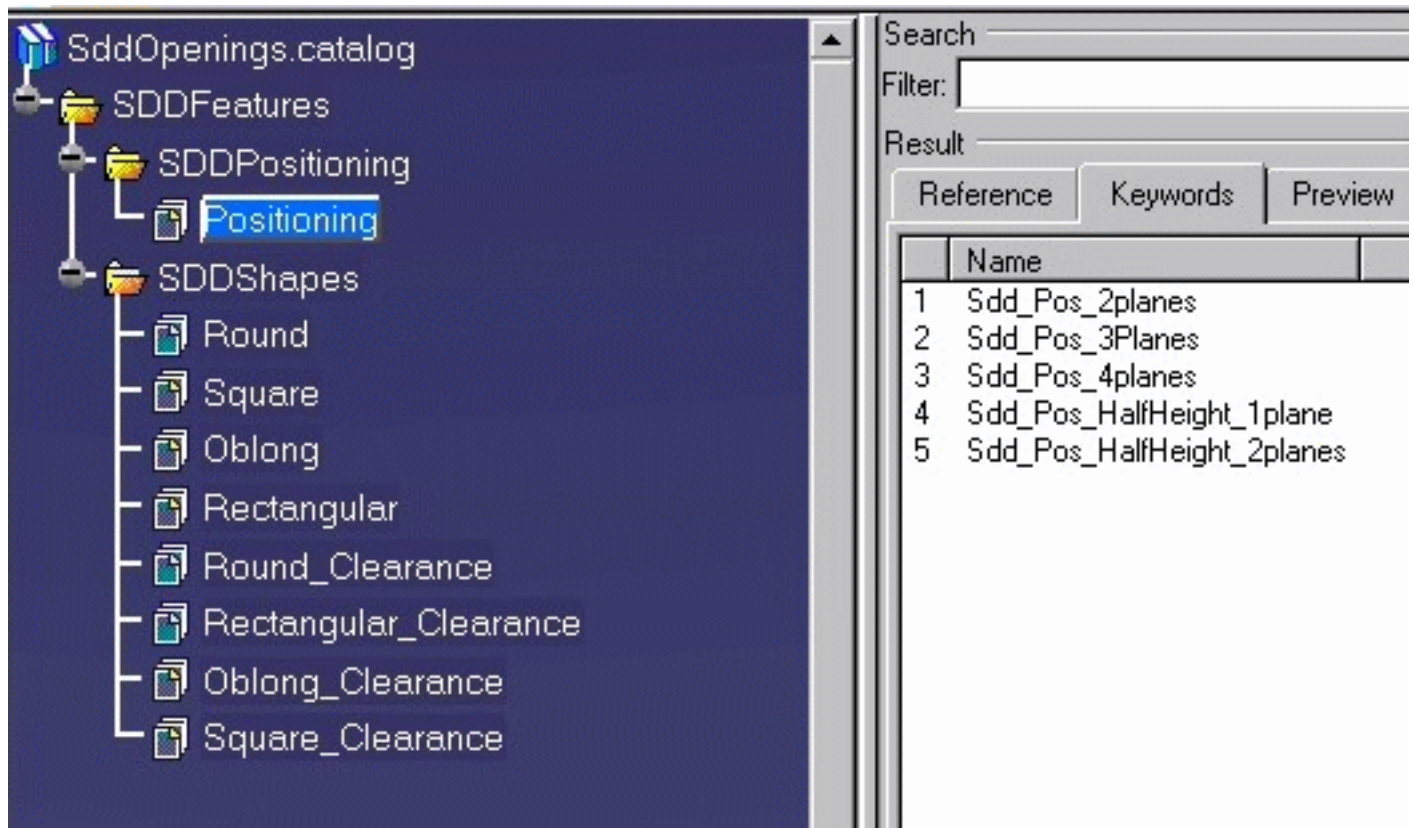 SddOpenings.catalog
SDDFeatures
SDDPositioning
Positioning
SDDShapes
Round
Square
Oblong
Rectangular
Round_Clearance
Rectangular_Clearance
Oblong_Clearance
Square_Clearance
Search
Filter:
Result
Reference Keywords Preview
Name
1 Sdd_Pos_2planes
2 Sdd_Pos_3Planes
3 Sdd_Pos_4planes
4 Sdd_Pos_HalfHeight_1plane
5 Sdd_Pos_HalfHeight_2planes